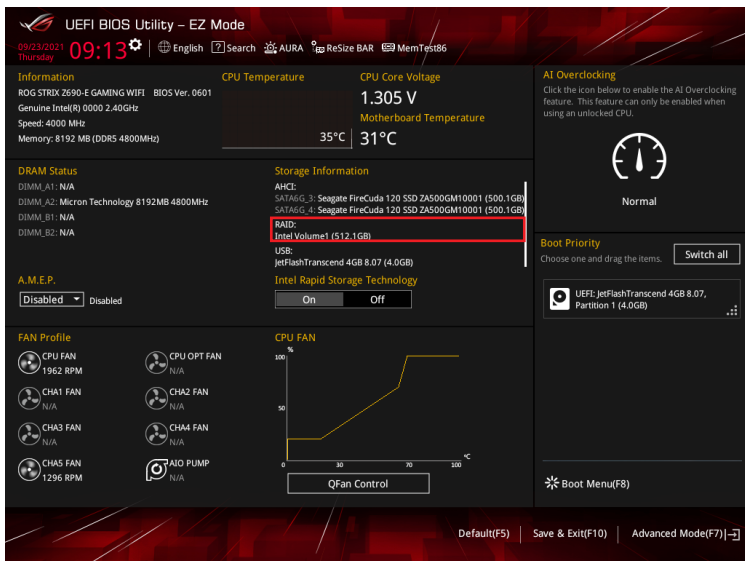 UEFI BIOS Utility – EZ Mode
09/23/2021
Thursday
09:13
English
? Search
AURA
ReSize BAR
MemTest86
Information
ROG STRIX Z690-E GAMING WIFI BIOS Ver. 0601
Genuine Intel(R) 0000 2.40GHz
Speed: 4000 MHz
Memory: 8192 MB (DDR5 4800MHz)
CPU Temperature
35°C
CPU Core Voltage
1.305 V
Motherboard Temperature
31°C
AI Overclocking
Click the icon below to enable the AI Overclocking
feature. This feature can only be enabled when
using an unlocked CPU.
Normal
DRAM Status
DIMM_A1: N/A
DIMM_A2: Micron Technology 8192MB 4800MHz
DIMM_B1: N/A
DIMM_B2: N/A
Storage Information
AHCI:
SATA6G_3: Seagate FireCuda 120 SSD ZA500GM10001 (500.1GB)
SATA6G_4: Seagate FireCuda 120 SSD ZA500GM10001 (500.1GB)
RAID:
Intel Volume1 (512.1GB)
USB:
JetFlashTranscend 4GB 8.07 (4.0GB)
Boot Priority
Choose one and drag the items.
Switch all
UEFI: JetFlashTranscend 4GB 8.07,
Partition 1 (4.0GB)
A.M.E.P.
Disabled
Disabled
Intel Rapid Storage Technology
On
Off
FAN Profile
CPU FAN
1962 RPM
CPU OPT FAN
N/A
CHA1 FAN
N/A
CHA2 FAN
N/A
CHA3 FAN
N/A
CHA4 FAN
N/A
CHA5 FAN
1296 RPM
AIO PUMP
N/A
CPU FAN
%
100
50
0
30
70
100
°C
QFan Control
Boot Menu(F8)
Default(F5)
Save & Exit(F10)
Advanced Mode(F7)